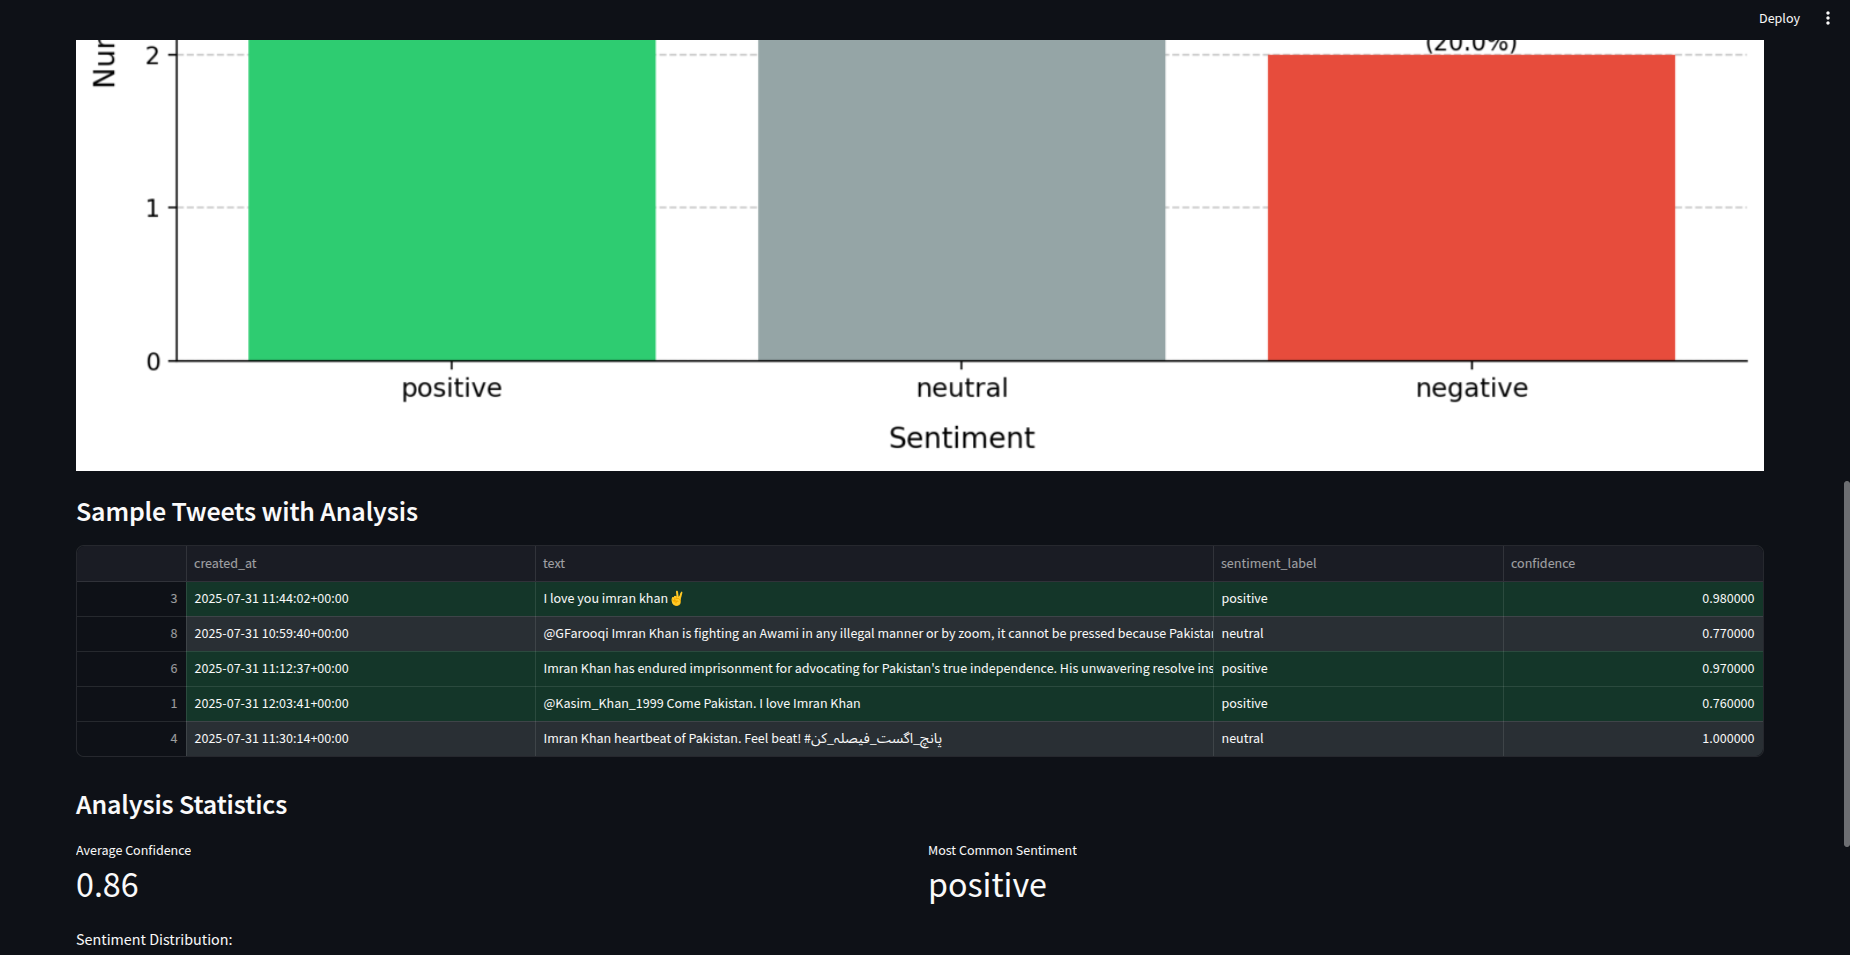 Deploy
(20.0%)
2
1
0
positive neutral negative
Sentiment
Sample Tweets with Analysis
created_at text sentiment_label confidence
3 2025-07-31 11:44:02+00:00 I love you imran khan✌️ positive 0.980000
8 2025-07-31 10:59:40+00:00 @GFarooqi Imran Khan is fighting an Awami in any illegal manner or by zoom, it cannot be pressed because neutral 0.770000
6 2025-07-31 11:12:37+00:00 Imran Khan has endured imprisonment for advocating for Pakistan's true independence. His unwavering resolve positive 0.970000
1 2025-07-31 12:03:41+00:00 @Kasim_Khan_1999 Come Pakistan. I love Imran Khan positive 0.760000
4 2025-07-31 11:30:14+00:00 Imran Khan heartbeat of Pakistan. Feel beat! #پانچ_اگست_فیصلہ_کن neutral 1.000000
Analysis Statistics
Average Confidence Most Common Sentiment
0.86 positive
Sentiment Distribution: